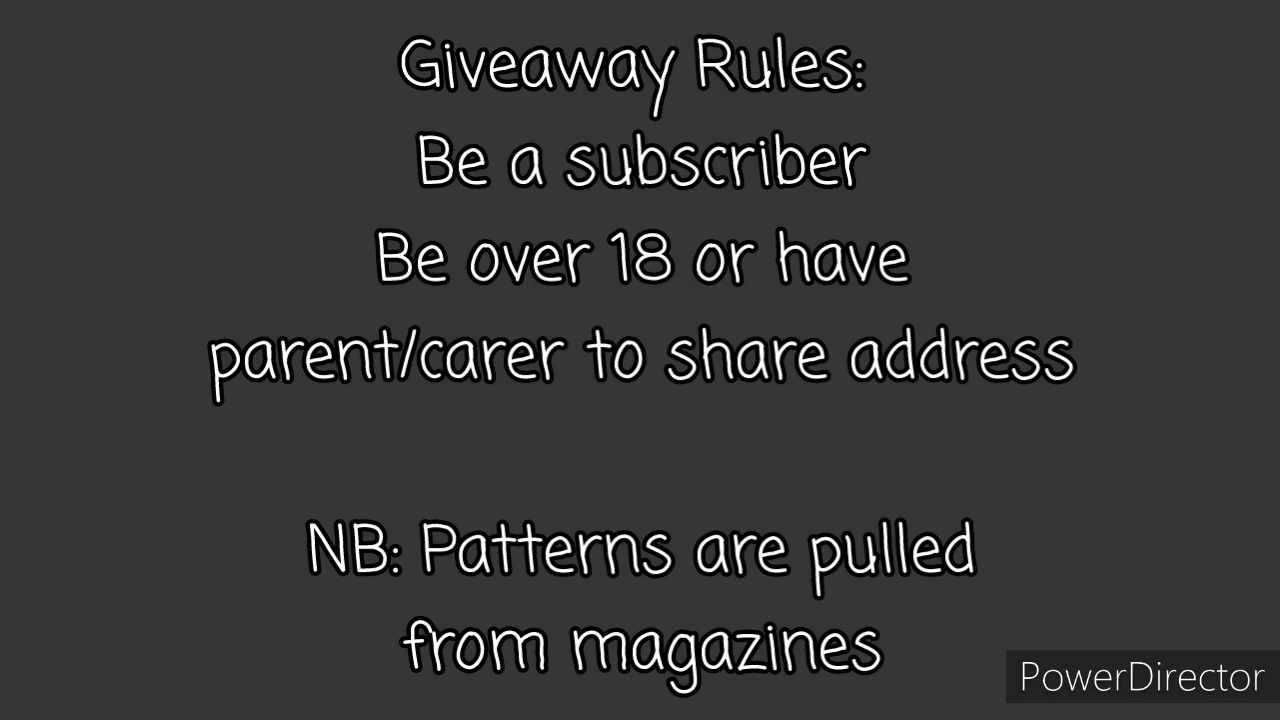 Giveaway Rules:
Be a subscriber
Be over 18 or have
parent/carer to share address
NB: Patterns are pulled
from magazines
PowerDirector